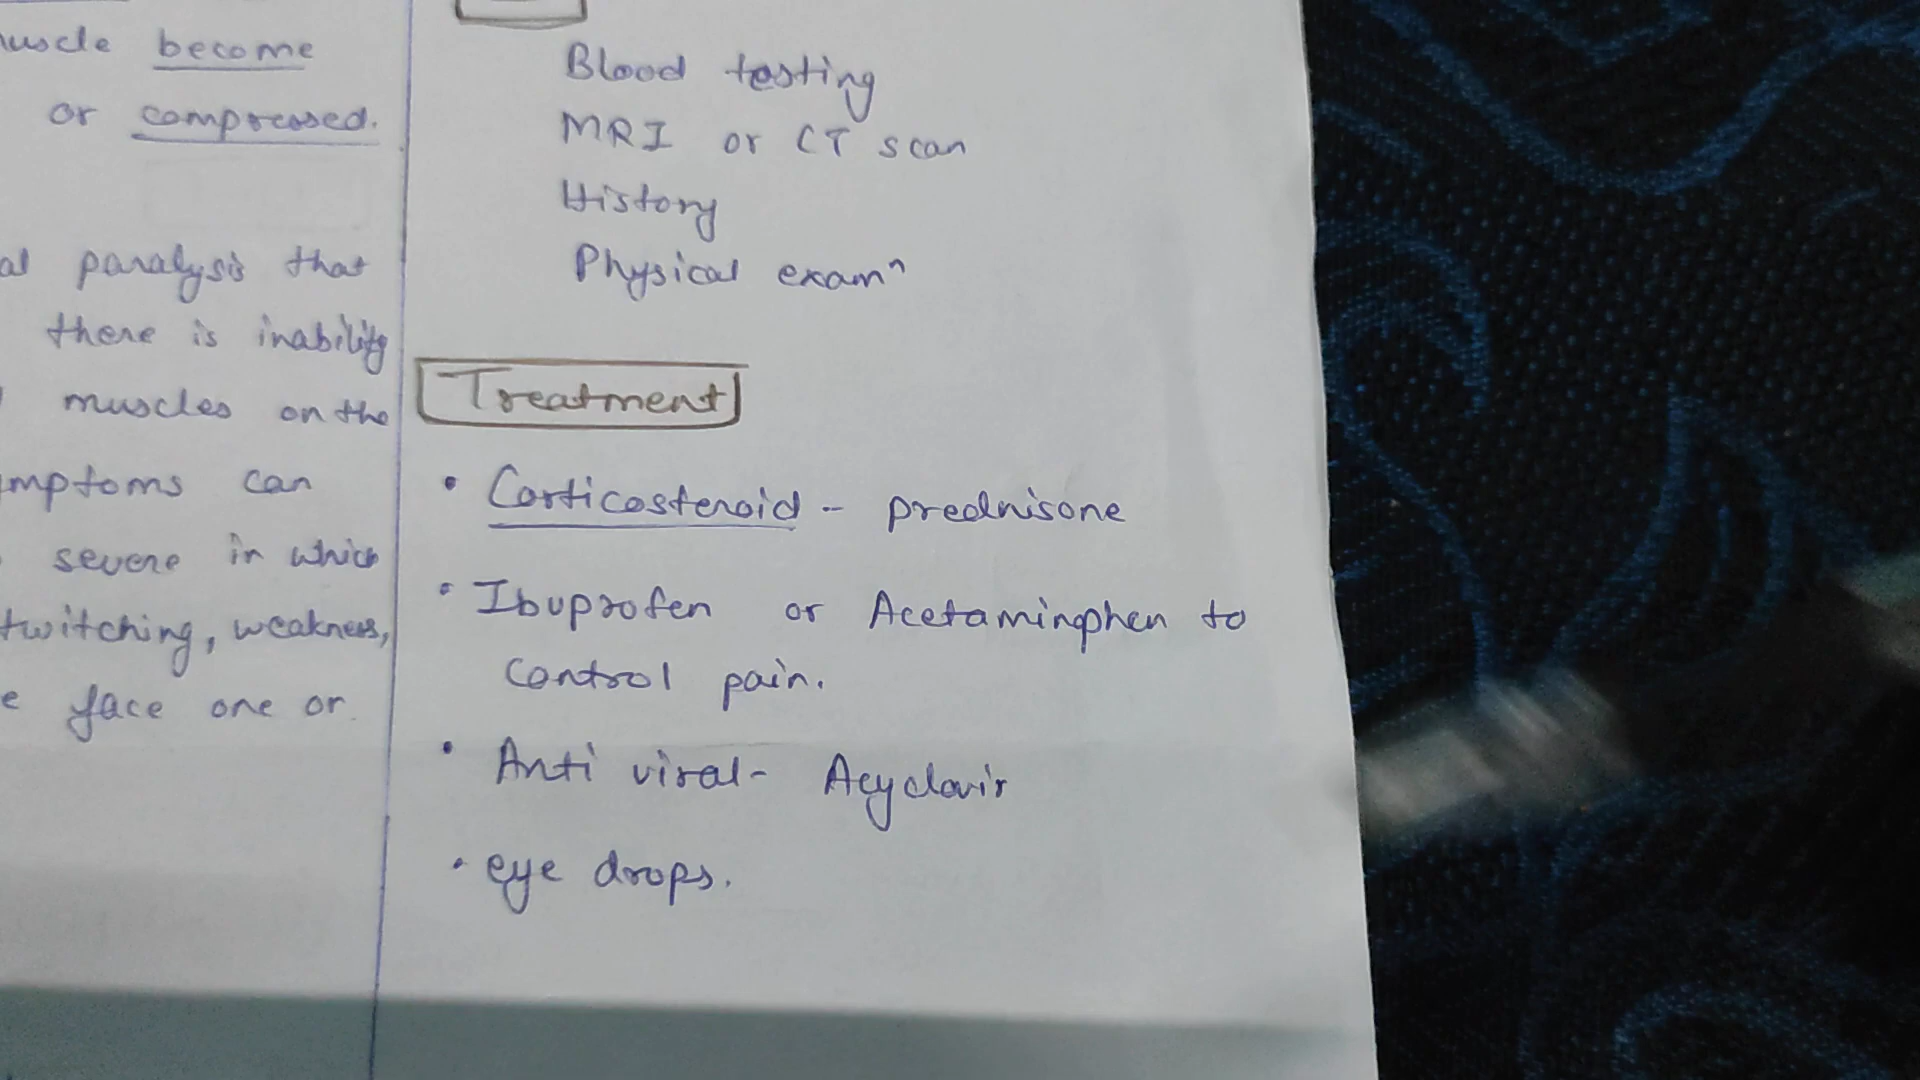 muscle become
or compressed.
al paralysis that
there is inability
muscles on the
mptoms can
severe in which
twitching, weakness,
e face one or
Blood testing
MRI or CT scan
History
Physical examⁿ
Treatment
• Corticosteroid - prednisone
• Ibuprofen or Acetaminophen to
control pain.
• Anti viral - Acyclovir
• eye drops.